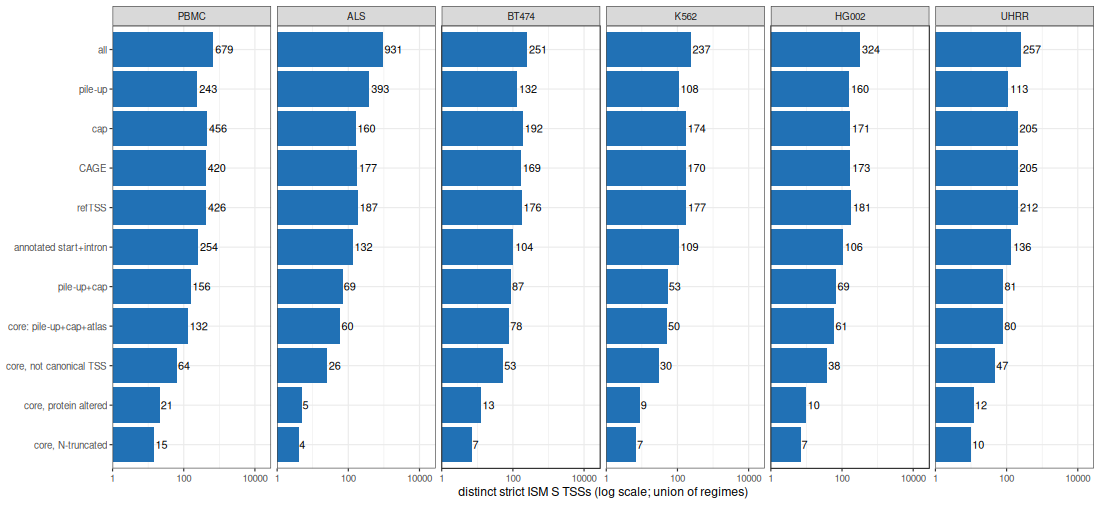 PBMC ALS BT474 K562 HG002 UHRR
all 679 931 251 237 324 257
pile-up 243 393 132 108 160 113
cap 456 160 192 174 171 205
CAGE 420 177 169 170 173 205
refTSS 426 187 176 177 181 212
annotated start+intron 254 132 104 109 106 136
pile-up+cap 156 69 87 53 69 81
core: pile-up+cap+atlas 132 60 78 50 61 80
core, not canonical TSS 64 26 53 30 38 47
core, protein altered 21 5 13 9 10 12
core, N-truncated 15 4 7 7 7 10
1 100 10000 1 100 10000 1 100 10000 1 100 10000 1 100 10000 1 100 10000
distinct strict ISM S TSSs (log scale; union of regimes)